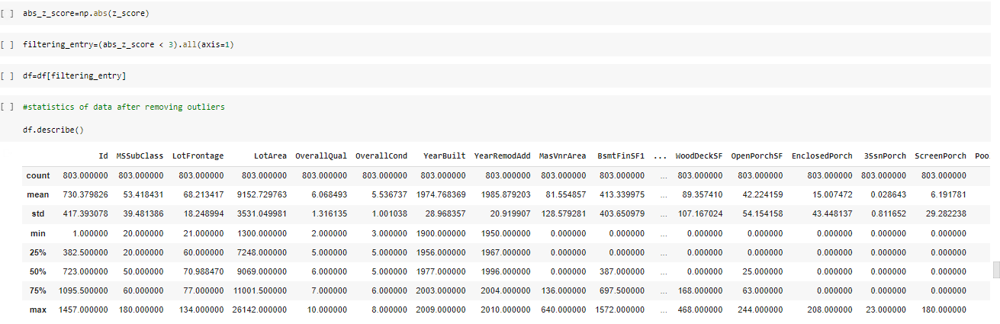 [ ] abs_z_score=np.abs(z_score)
[ ] filtering_entry=(abs_z_score < 3).all(axis=1)
[ ] df=df[filtering_entry]
[ ] #statistics of data after removing outliers
df.describe()
Id MSSubClass LotFrontage LotArea OverallQual OverallCond YearBuilt YearRemodAdd MasVnrArea BsmtFinSF1 ... WoodDeckSF OpenPorchSF EnclosedPorch 3SsnPorch ScreenPorch Poo
count 803.000000 803.000000 803.000000 803.000000 803.000000 803.000000 803.000000 803.000000 803.000000 803.000000 ... 803.000000 803.000000 803.000000 803.000000 803.000000
mean 730.379826 53.418431 68.213417 9152.729763 6.068493 5.536737 1974.768369 1985.879203 81.554857 413.339975 ... 89.357410 42.224159 15.007472 0.028643 6.191781
std 417.393078 39.481386 18.248994 3531.049981 1.316135 1.001038 28.968357 20.919907 128.579281 403.650979 ... 107.167024 54.154158 43.448137 0.811652 29.282238
min 1.000000 20.000000 21.000000 1300.000000 2.000000 3.000000 1900.000000 1950.000000 0.000000 0.000000 ... 0.000000 0.000000 0.000000 0.000000 0.000000
25% 382.500000 20.000000 60.000000 7248.000000 5.000000 5.000000 1956.000000 1967.000000 0.000000 0.000000 ... 0.000000 0.000000 0.000000 0.000000 0.000000
50% 723.000000 50.000000 70.988470 9069.000000 6.000000 5.000000 1977.000000 1996.000000 0.000000 387.000000 ... 0.000000 25.000000 0.000000 0.000000 0.000000
75% 1095.500000 60.000000 77.000000 11001.500000 7.000000 6.000000 2003.000000 2004.000000 136.000000 697.500000 ... 168.000000 63.000000 0.000000 0.000000 0.000000
max 1457.000000 180.000000 134.000000 26142.000000 10.000000 8.000000 2009.000000 2010.000000 640.000000 1572.000000 ... 468.000000 244.000000 208.000000 23.000000 180.000000